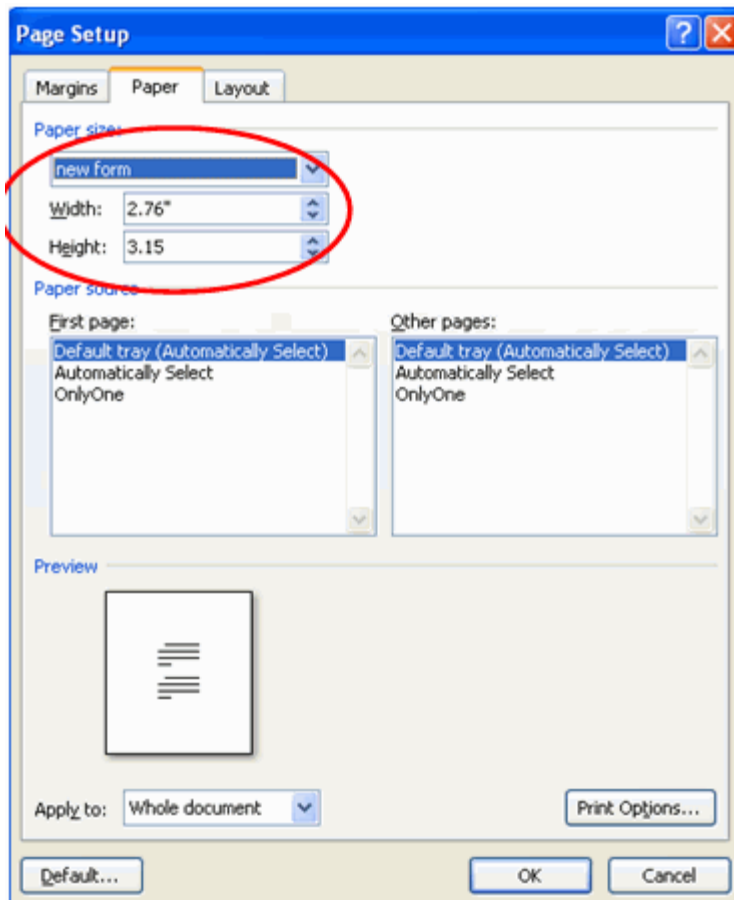 Page Setup
Margins Paper Layout
Paper size:
new form
Width: 2.76"
Height: 3.15
Paper source
First page: Other pages:
Default tray (Automatically Select) Default tray (Automatically Select)
Automatically Select Automatically Select
OnlyOne OnlyOne
Preview
Apply to: Whole document Print Options...
Default... OK Cancel